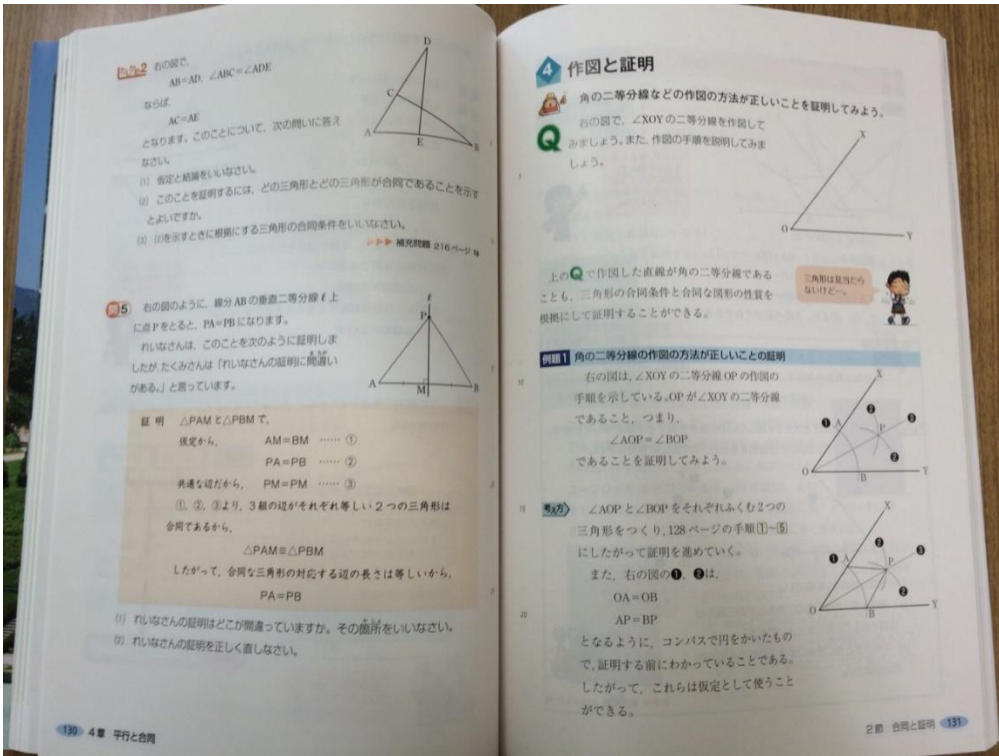 右の図で,
AB=AD, ∠ABC=∠ADE
ならば,
AC=AE
となります。このことについて, 次の問いに答え
なさい。
(1) 仮定と結論をいいなさい。
(2) このことを証明するには, どの三角形とどの三角形が合同であることを示す
とよいですか。
(3) (2)を示すときに根拠にする三角形の合同条件をいいなさい。
補充問題 216ページ
D
C
A
E
B
問5 右の図のように, 線分ABの垂直二等分線ℓ上
に点Pをとると, PA=PBになります。
れいなさんは, このことを次のように証明しま
したが, たくみさんは「れいなさんの証明に間違い
がある。」と言っています。
ℓ
P
A
M
B
証明 △PAMと△PBMで,
仮定から, AM=BM …… ①
PA=PB …… ②
共通な辺だから, PM=PM …… ③
①, ②, ③より, 3組の辺がそれぞれ等しい2つの三角形は
合同であるから,
△PAM≡△PBM
したがって, 合同な三角形の対応する辺の長さは等しいから,
PA=PB
(1) れいなさんの証明はどこが間違っていますか。その箇所をいいなさい。
(2) れいなさんの証明を正しく直しなさい。
130 4章 平行と合同
4 作図と証明
角の二等分線などの作図の方法が正しいことを証明してみよう。
Q 右の図で, ∠XOYの二等分線を作図して
みましょう。また, 作図の手順を説明してみま
しょう。
X
O
Y
上のQで作図した直線が角の二等分線である
ことも, 三角形の合同条件と合同な図形の性質を
根拠にして証明することができる。
三角形は見当たら
ないけど…。
例題1 角の二等分線の作図の方法が正しいことの証明
右の図は, ∠XOYの二等分線OPの作図の
手順を示している。OPが∠XOYの二等分線
であること, つまり,
∠AOP=∠BOP
であることを証明してみよう。
X
❶ A ❷ ❸
P
❷
O
B
Y
考え方 ∠AOPと∠BOPをそれぞれふくむ2つの
三角形をつくり, 128ページの手順1~5
にしたがって証明を進めていく。
また, 右の図の❶, ❷は,
OA=OB
AP=BP
となるように, コンパスで円をかいたもの
で, 証明する前にわかっていることである。
したがって, これらは仮定として使うこと
ができる。
X
❶ A ❷ ❸
P
❷
O
B
Y
10
15
20
2節 合同と証明 131